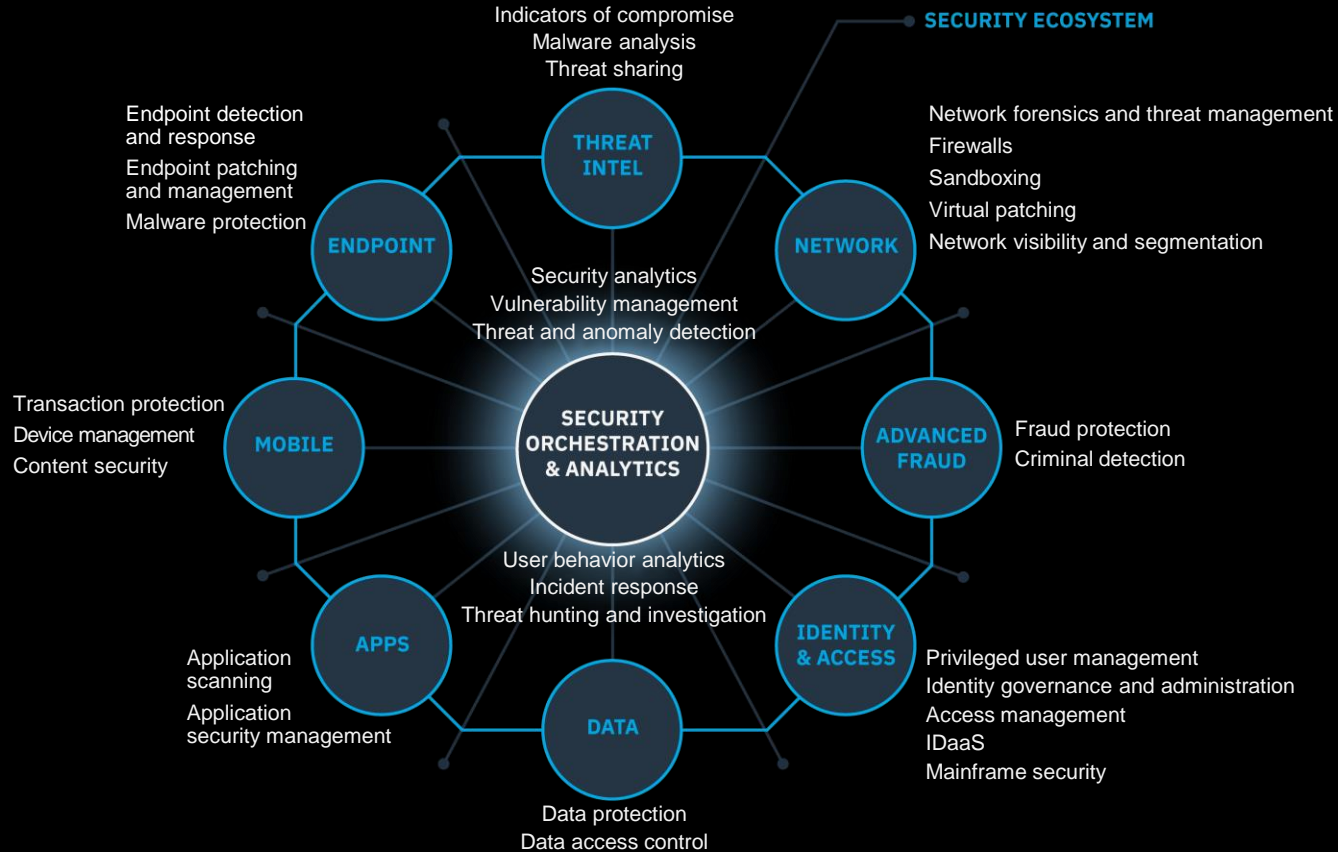 Indicators of compromise
Malware analysis
Threat sharing
SECURITY ECOSYSTEM
THREAT
INTEL
Endpoint detection
and response
Endpoint patching
and management
Malware protection
ENDPOINT
Network forensics and threat management
Firewalls
Sandboxing
Virtual patching
Network visibility and segmentation
NETWORK
Security analytics
Vulnerability management
Threat and anomaly detection
Transaction protection
Device management
Content security
MOBILE
SECURITY
ORCHESTRATION
& ANALYTICS
ADVANCED
FRAUD
Fraud protection
Criminal detection
User behavior analytics
Incident response
Threat hunting and investigation
Application
scanning
Application
security management
APPS
DATA
Data protection
Data access control
IDENTITY
& ACCESS
Privileged user management
Identity governance and administration
Access management
IDaaS
Mainframe security